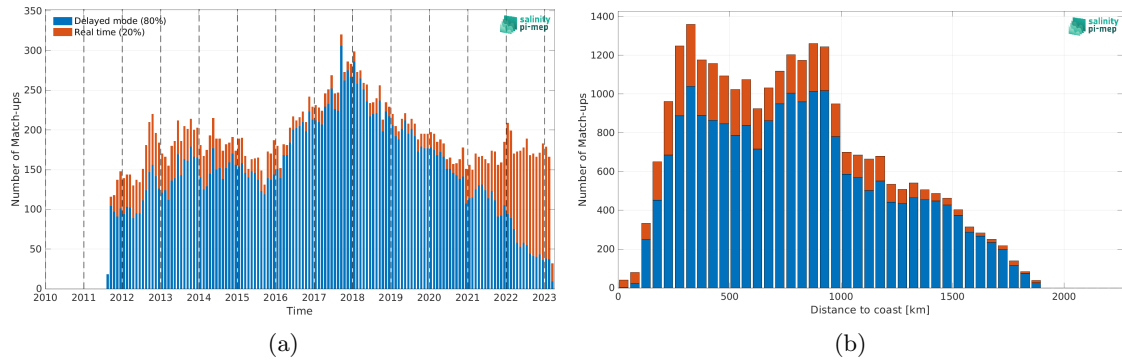 Delayed mode (80%)
Real time (20%)
salinity
pi-mep
Number of Match-ups
350
300
250
200
150
100
50
0
2010 2011 2012 2013 2014 2015 2016 2017 2018 2019 2020 2021 2022 2023
Time
(a)
salinity
pi-mep
Number of Match-ups
1400
1200
1000
800
600
400
200
0
0 500 1000 1500 2000
Distance to coast [km]
(b)